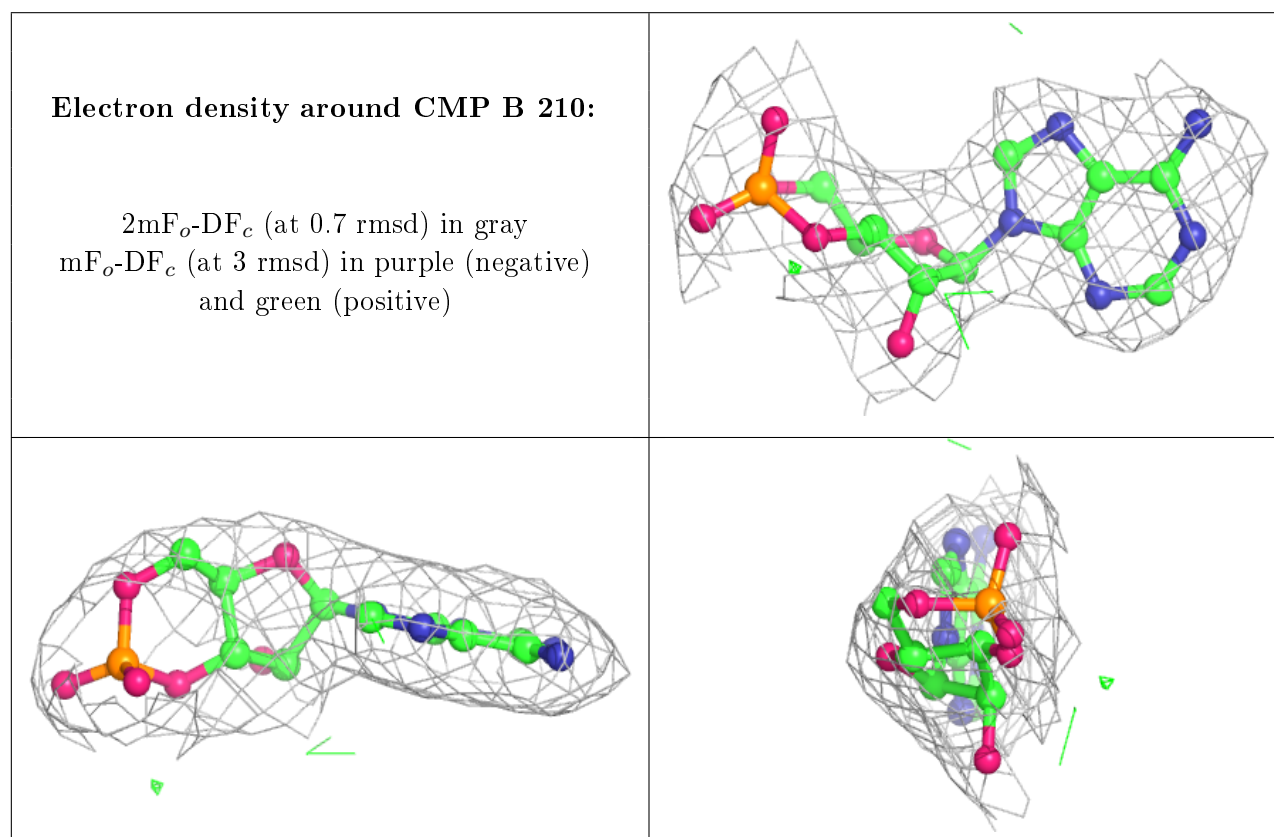 Electron density around CMP B 210:
2mFₒ-DF𝒸 (at 0.7 rmsd) in gray
mFₒ-DF𝒸 (at 3 rmsd) in purple (negative)
and green (positive)